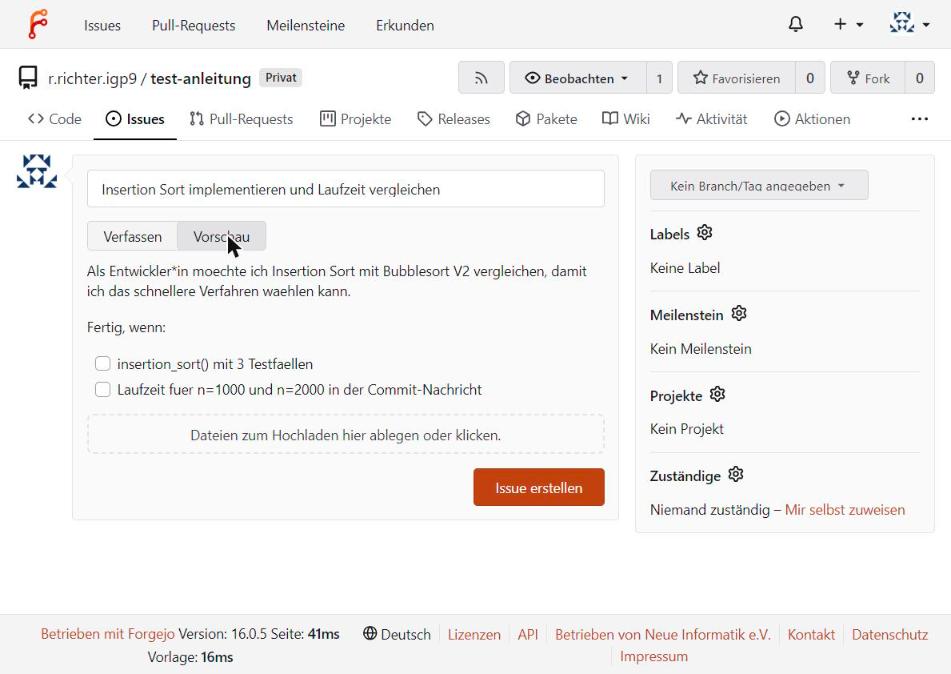 Issues Pull-Requests Meilensteine Erkunden
r.richter.igp9 / test-anleitung Privat
Beobachten 1 Favorisieren 0 Fork 0
Code Issues Pull-Requests Projekte Releases Pakete Wiki Aktivität Aktionen
Insertion Sort implementieren und Laufzeit vergleichen
Verfassen Vorschau
Als Entwickler*in moechte ich Insertion Sort mit Bubblesort V2 vergleichen, damit
ich das schnellere Verfahren waehlen kann.
Fertig, wenn:
insertion_sort() mit 3 Testfaellen
Laufzeit fuer n=1000 und n=2000 in der Commit-Nachricht
Dateien zum Hochladen hier ablegen oder klicken.
Issue erstellen
Kein Branch/Tag angegeben
Labels
Keine Label
Meilenstein
Kein Meilenstein
Projekte
Kein Projekt
Zuständige
Niemand zuständig – Mir selbst zuweisen
Betrieben mit Forgejo Version: 16.0.5 Seite: 41ms
Vorlage: 16ms
Deutsch Lizenzen API Betrieben von Neue Informatik e.V. Kontakt Datenschutz
Impressum